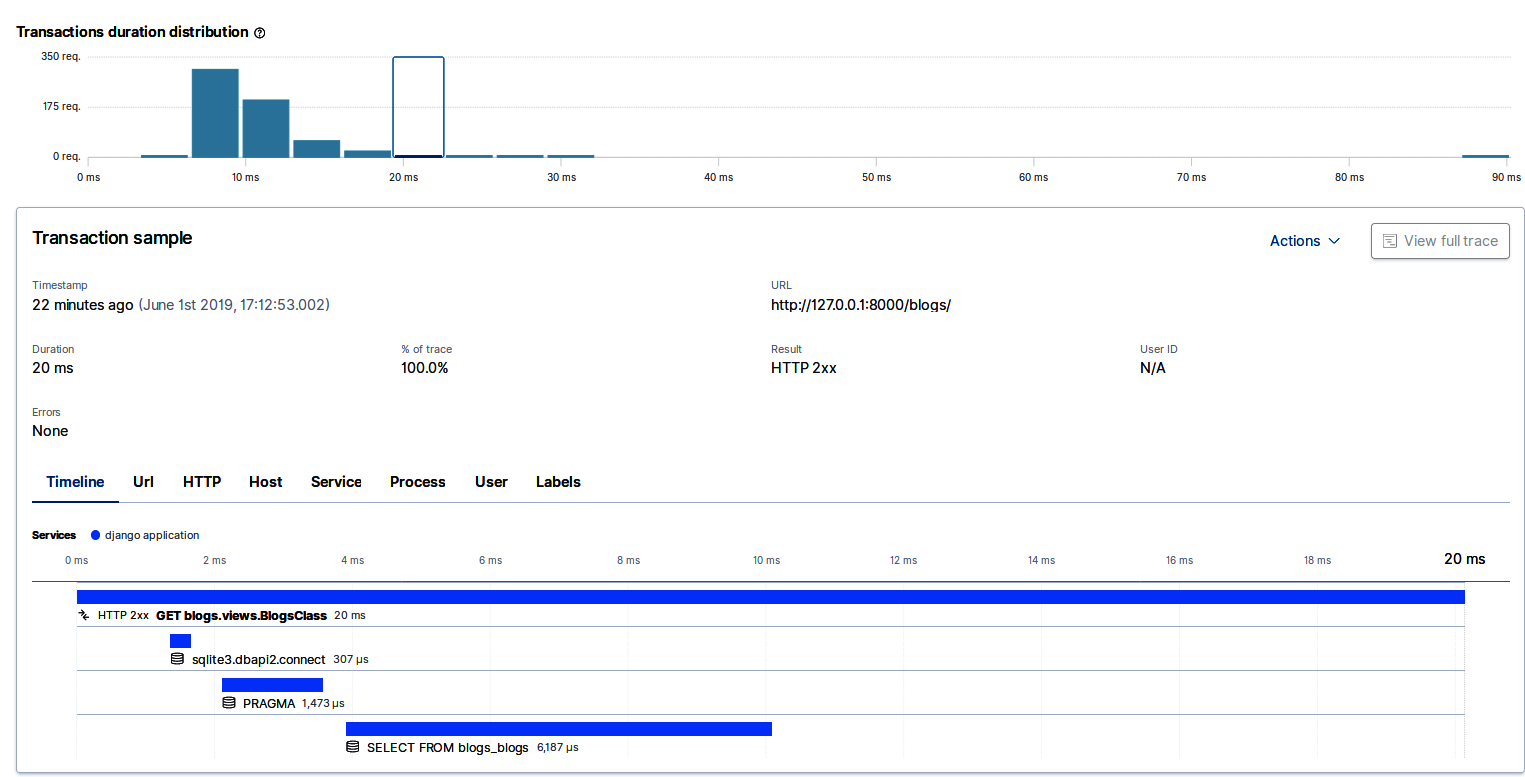 Transactions duration distribution
350 req.
175 req.
0 req.
0 ms 10 ms 20 ms 30 ms 40 ms 50 ms 60 ms 70 ms 80 ms 90 ms
Transaction sample
Actions View full trace
Timestamp URL
22 minutes ago (June 1st 2019, 17:12:53.002) http://127.0.0.1:8000/blogs/
Duration % of trace Result User ID
20 ms 100.0% HTTP 2xx N/A
Errors
None
Timeline Url HTTP Host Service Process User Labels
Services django application
0 ms 2 ms 4 ms 6 ms 8 ms 10 ms 12 ms 14 ms 16 ms 18 ms 20 ms
HTTP 2xx GET blogs.views.BlogsClass 20 ms
sqlite3.dbapi2.connect 307 μs
PRAGMA 1,473 μs
SELECT FROM blogs_blogs 6,187 μs